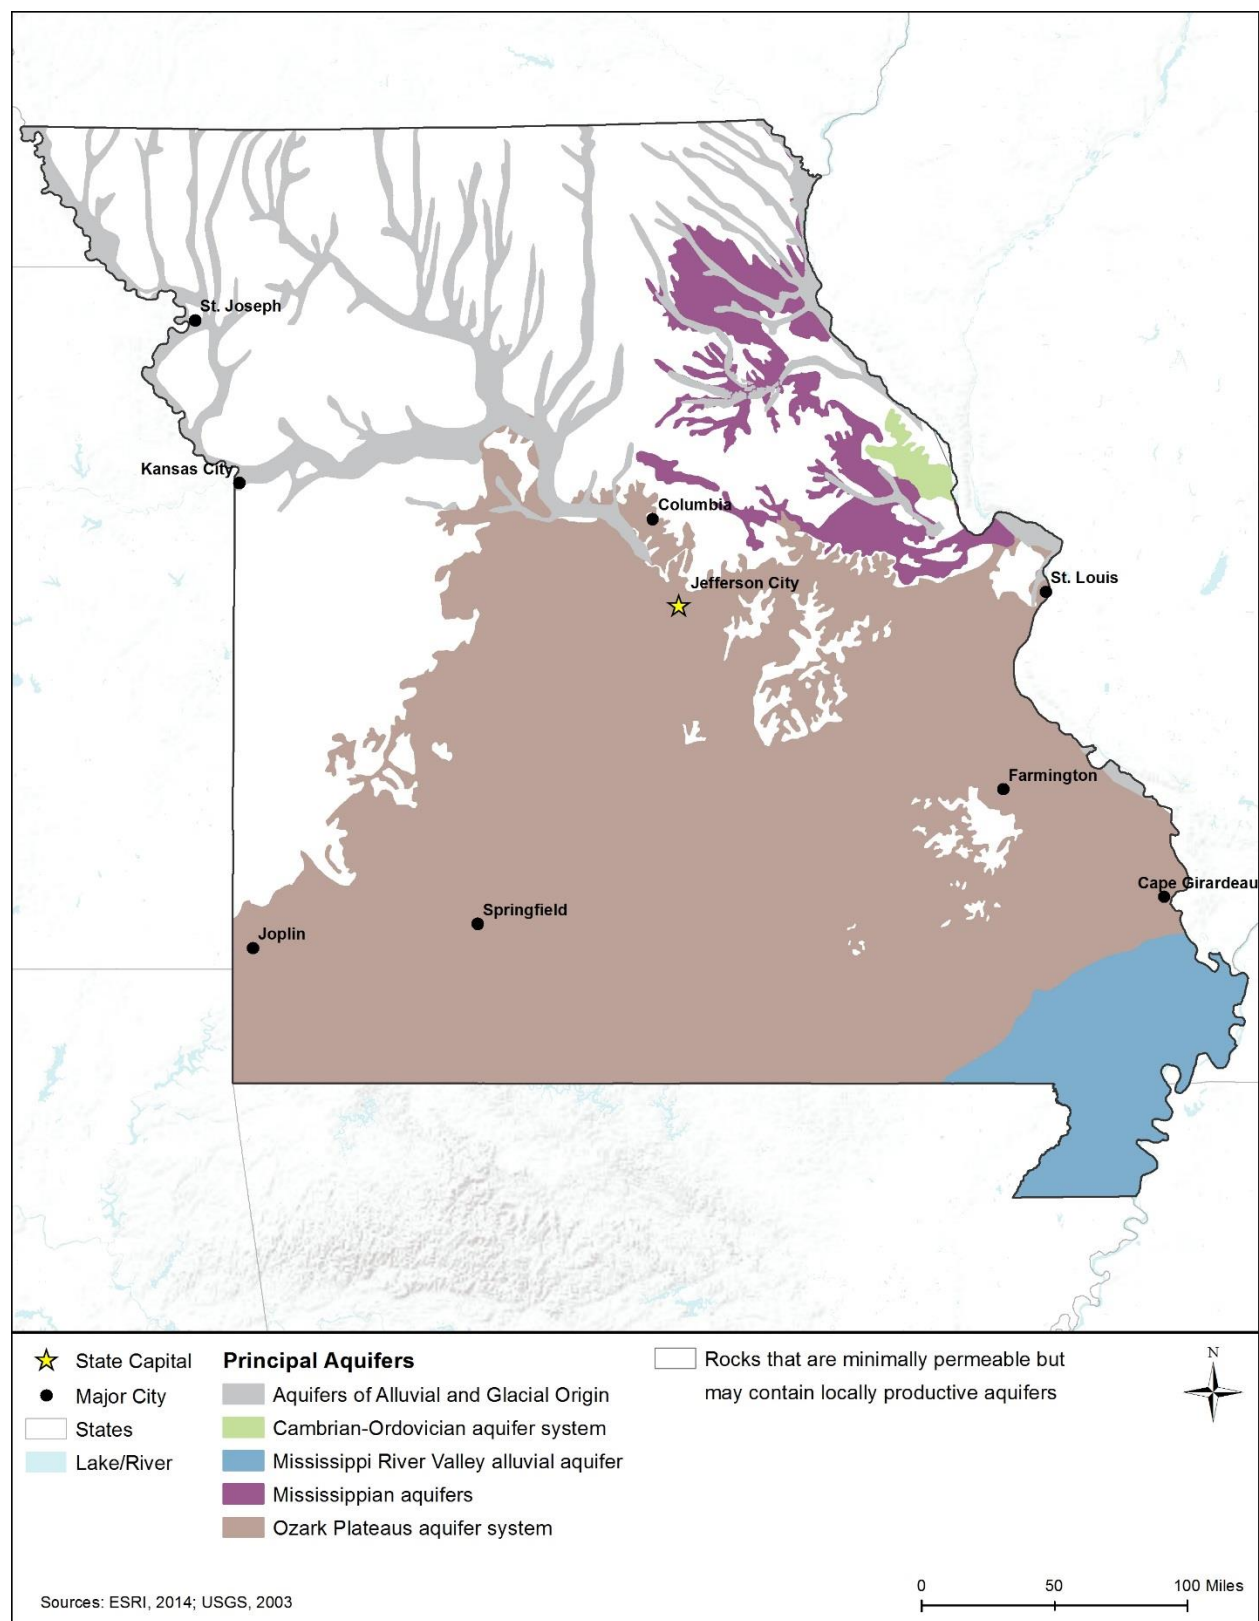 St. Joseph
Kansas City
Columbia
Jefferson City
St. Louis
Farmington
Cape Girardeau
Springfield
Joplin
State Capital
Major City
States
Lake/River
Principal Aquifers
Aquifers of Alluvial and Glacial Origin
Cambrian-Ordovician aquifer system
Mississippi River Valley alluvial aquifer
Mississippian aquifers
Ozark Plateaus aquifer system
Rocks that are minimally permeable but
may contain locally productive aquifers
N
0 50 100 Miles
Sources: ESRI, 2014; USGS, 2003